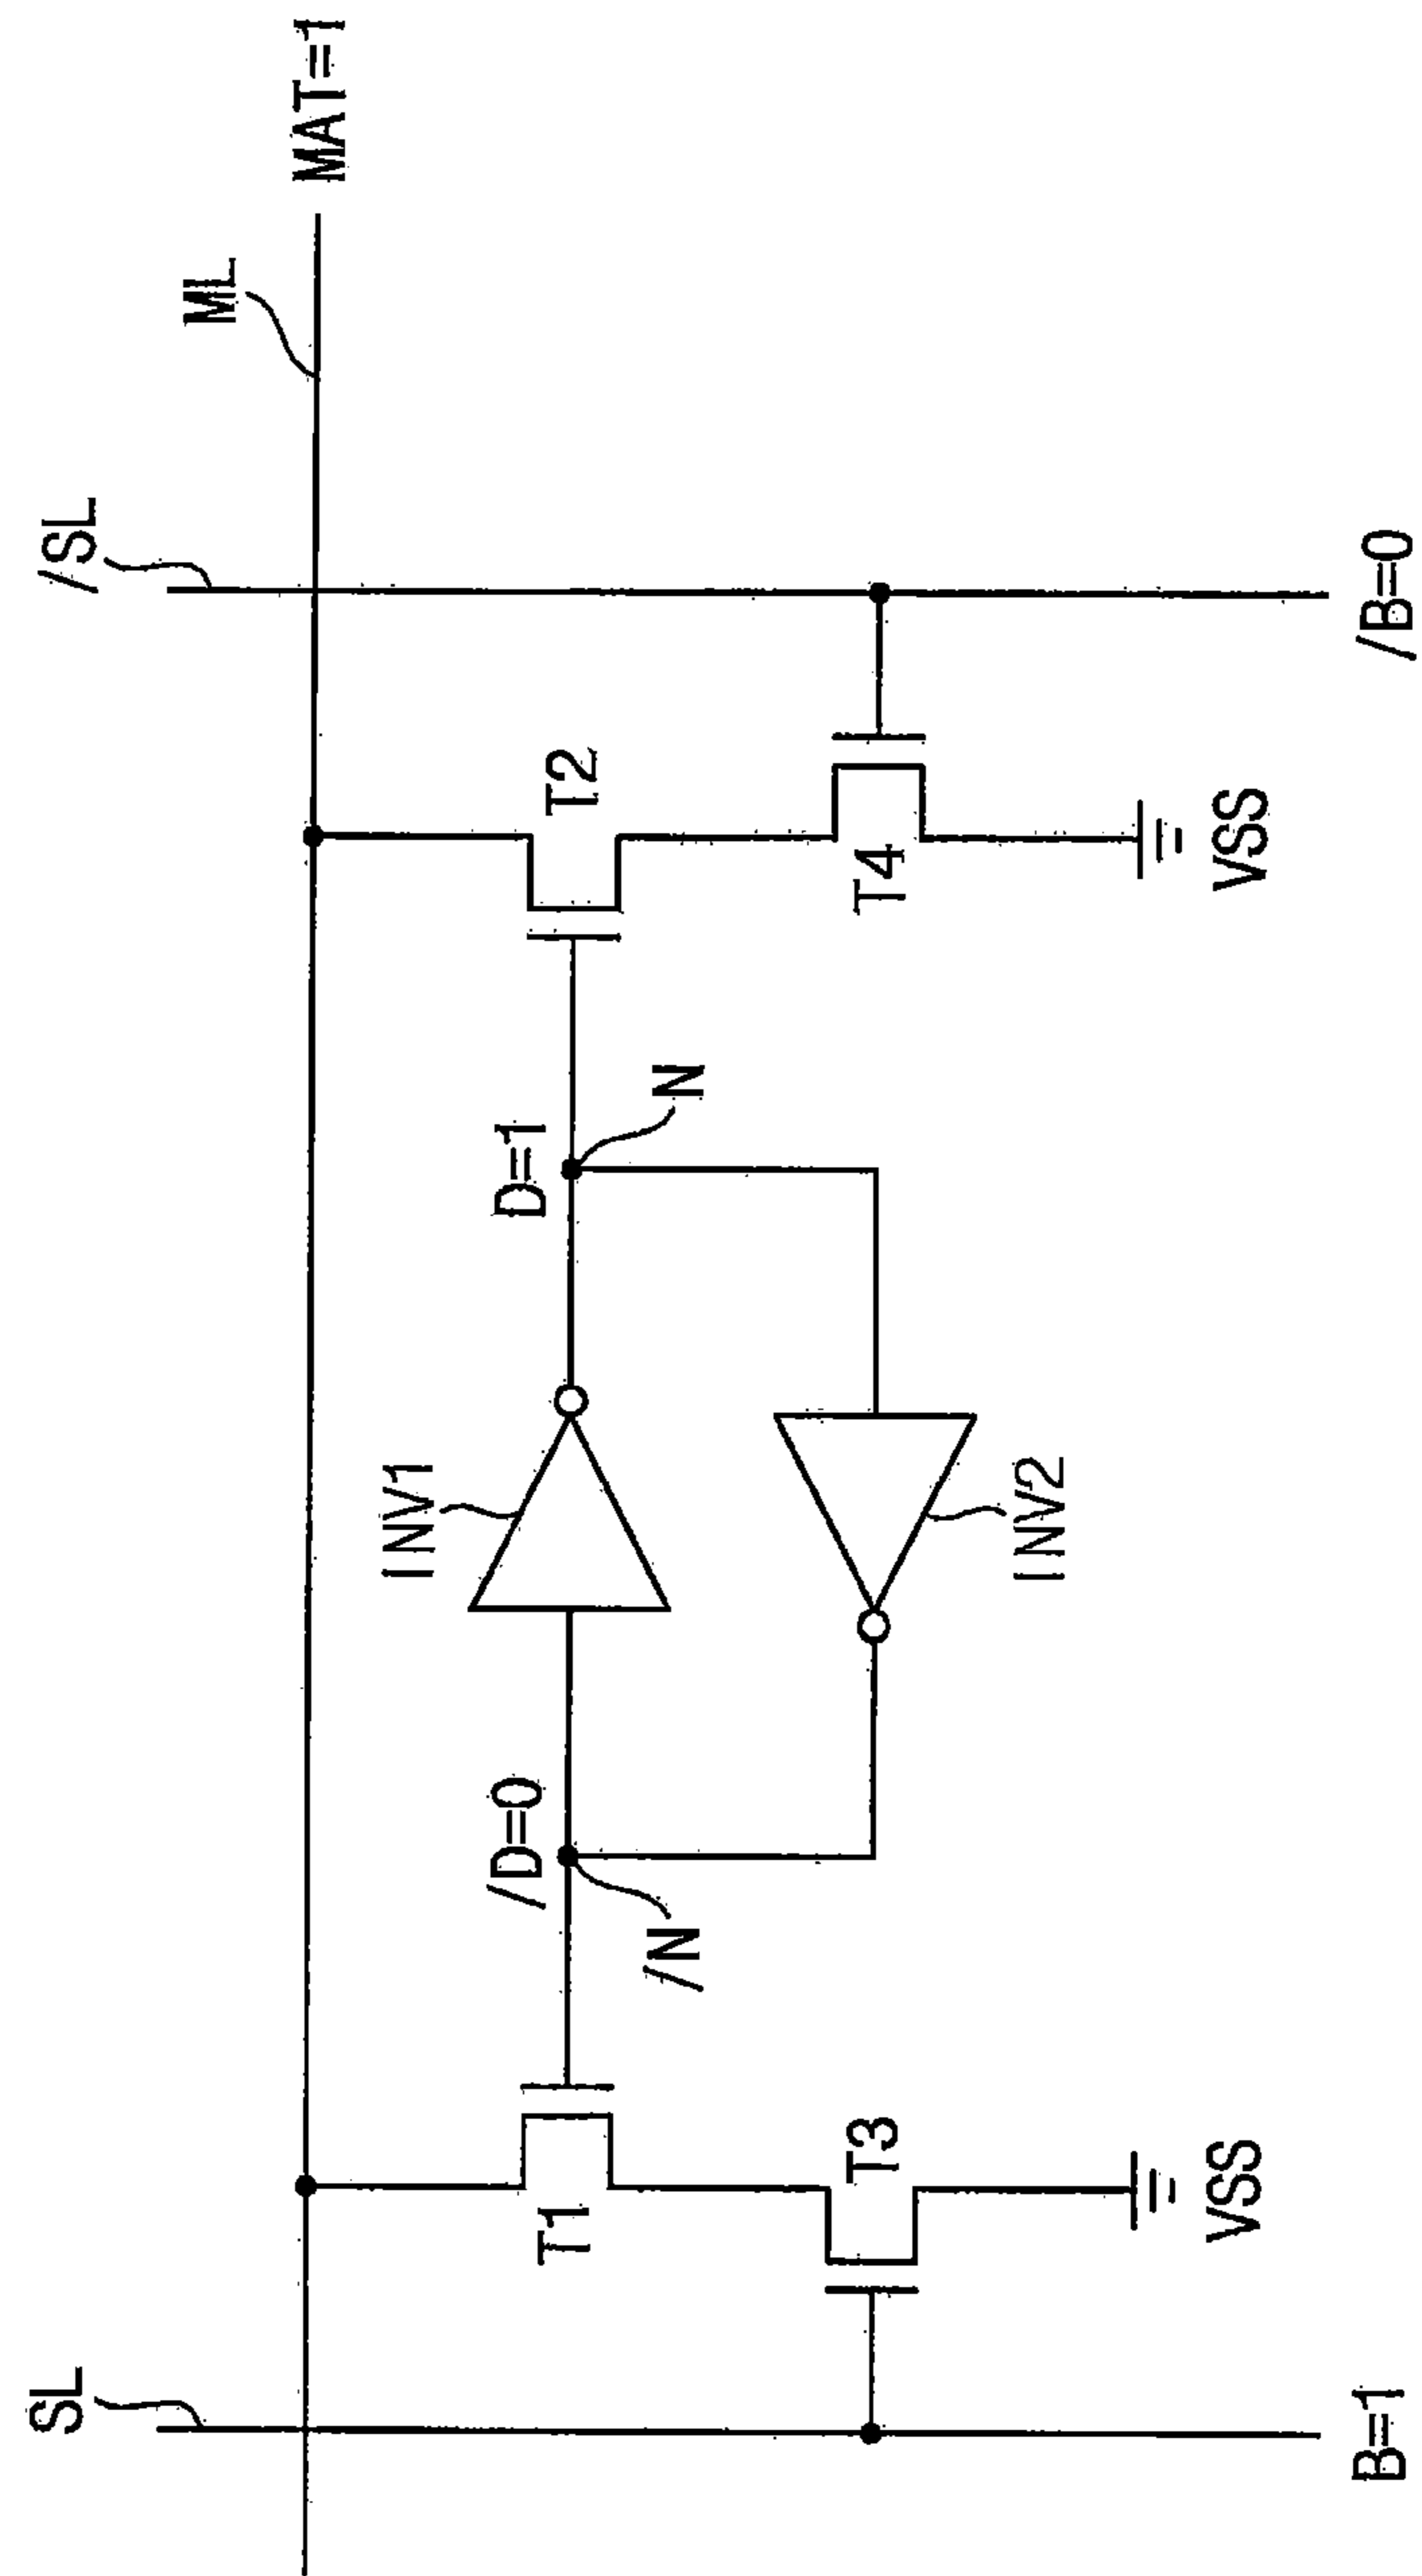 SL
/SL
ML
MAT=1
T1
/D=0
INV1
D=1
T2
/N
N
T3
INV2
T4
VSS
VSS
B=1
/B=0